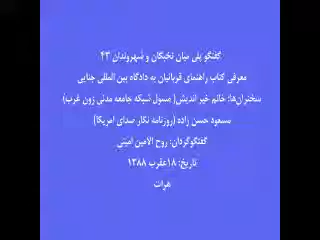 گفتگو پلی میان نخبگان و شهروندان ۴۳
معرفی کتاب راهنمای قربانیان به دادگاه بین المللی جنایی
سخنران‌ها: خانم خیر اندیش( مسول شبکه جامعه مدنی زون غرب)
مسعود حسن زاده (روزنامه نگار صدای امریکا)
گفتگوگردان: روح الامین امینی
تاریخ: ۱۸عقرب ۱۳۸۸
هرات